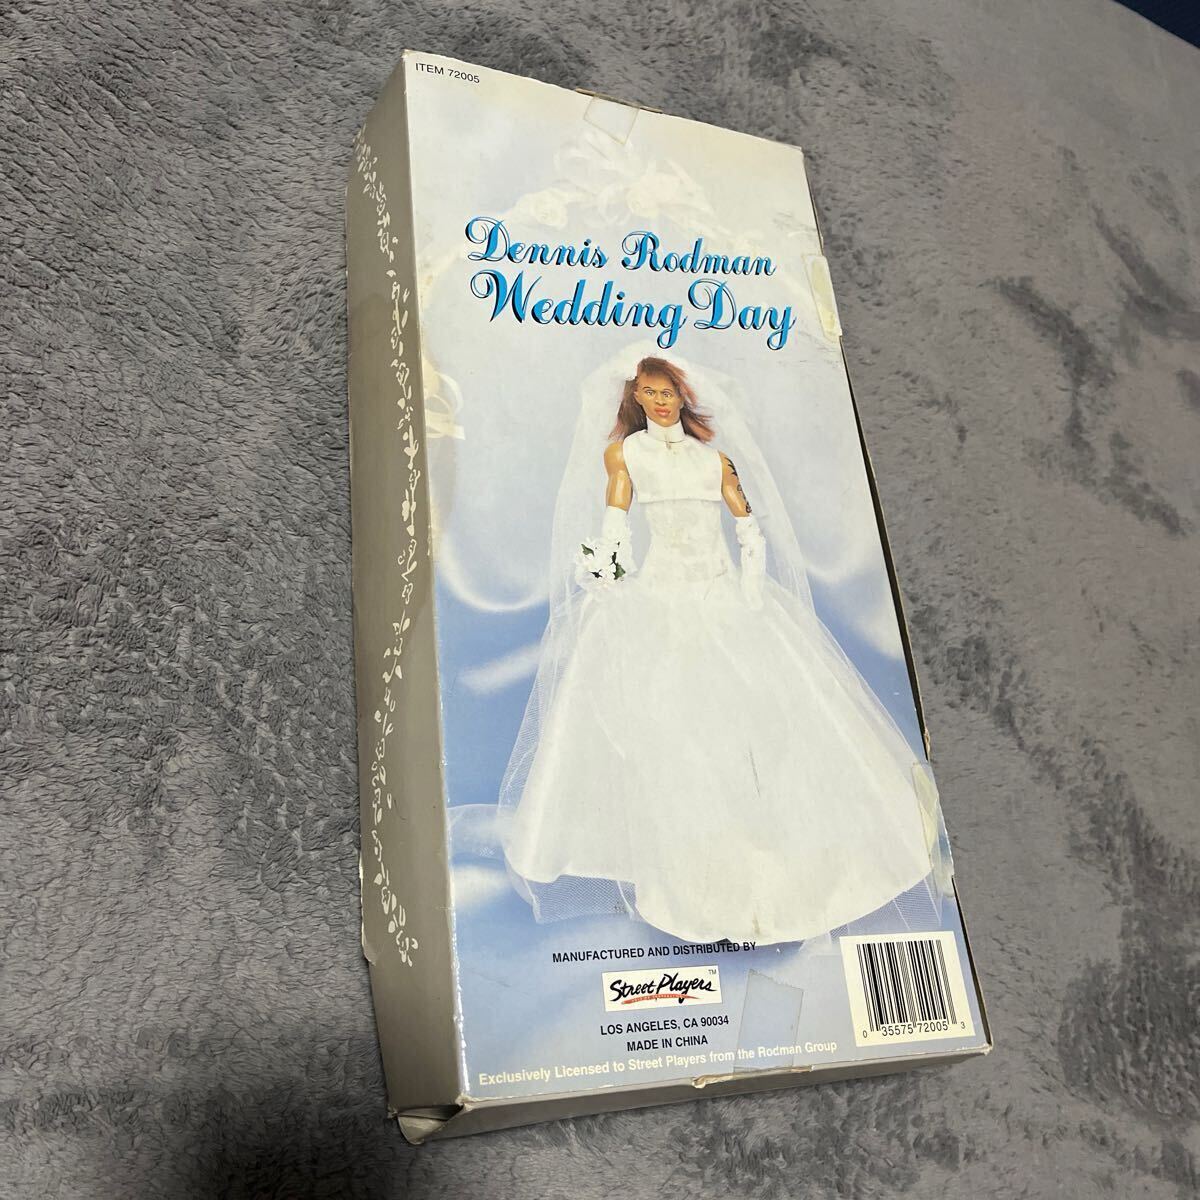 ITEM 72005
Dennis Rodman
Wedding Day
MANUFACTURED AND DISTRIBUTED BY
Street Players™
LOS ANGELES, CA 90034
MADE IN CHINA
Exclusively Licensed to Street Players from the Rodman Group
0 35575 72005 3